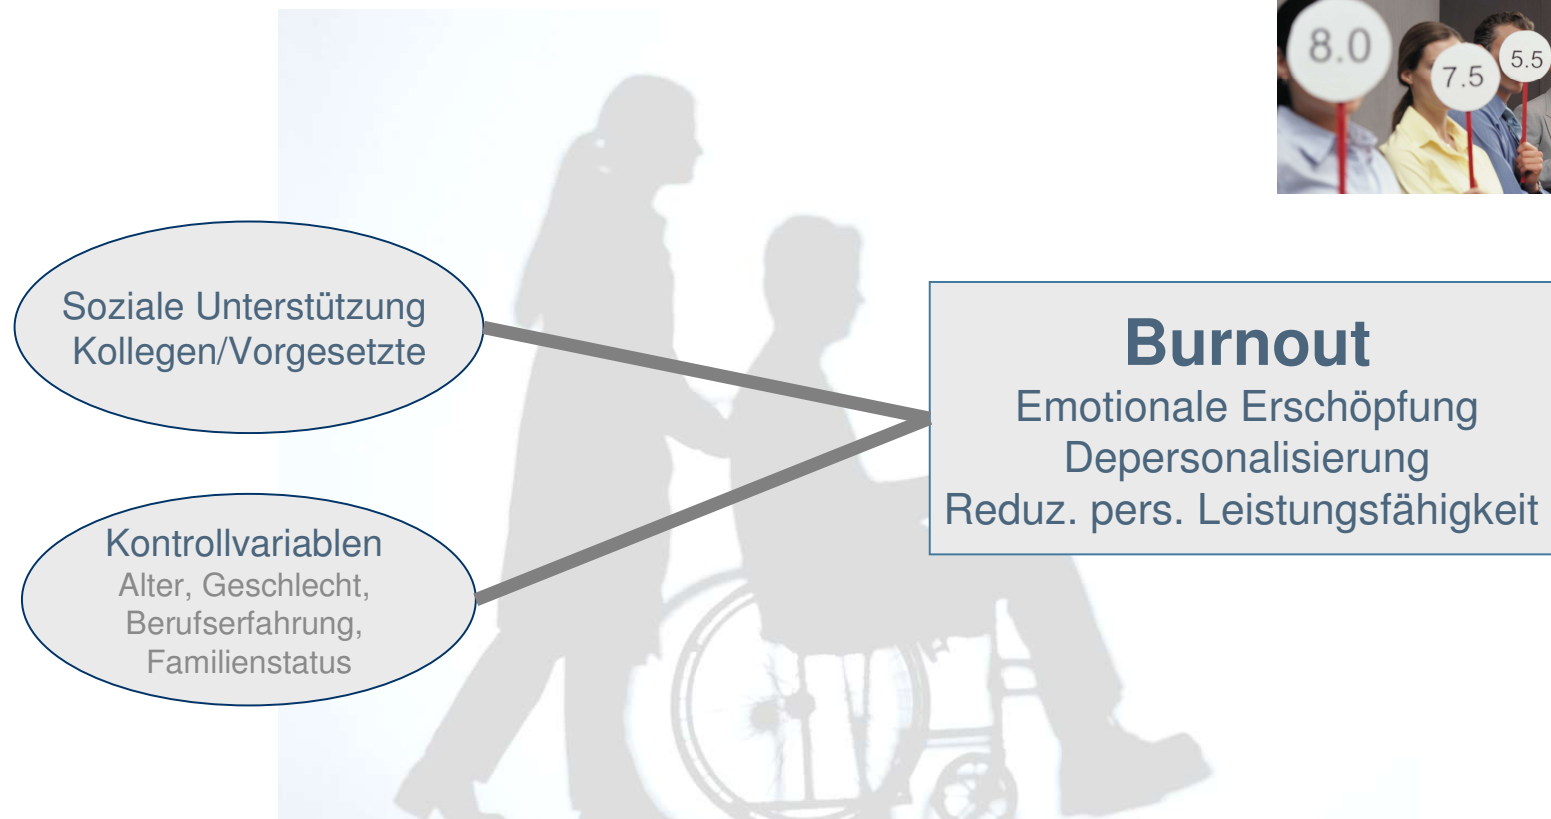 8.0
7.5
5.5
Soziale Unterstützung
Kollegen/Vorgesetzte
Burnout
Emotionale Erschöpfung
Depersonalisierung
Reduz. pers. Leistungsfähigkeit
Kontrollvariablen
Alter, Geschlecht,
Berufserfahrung,
Familienstatus